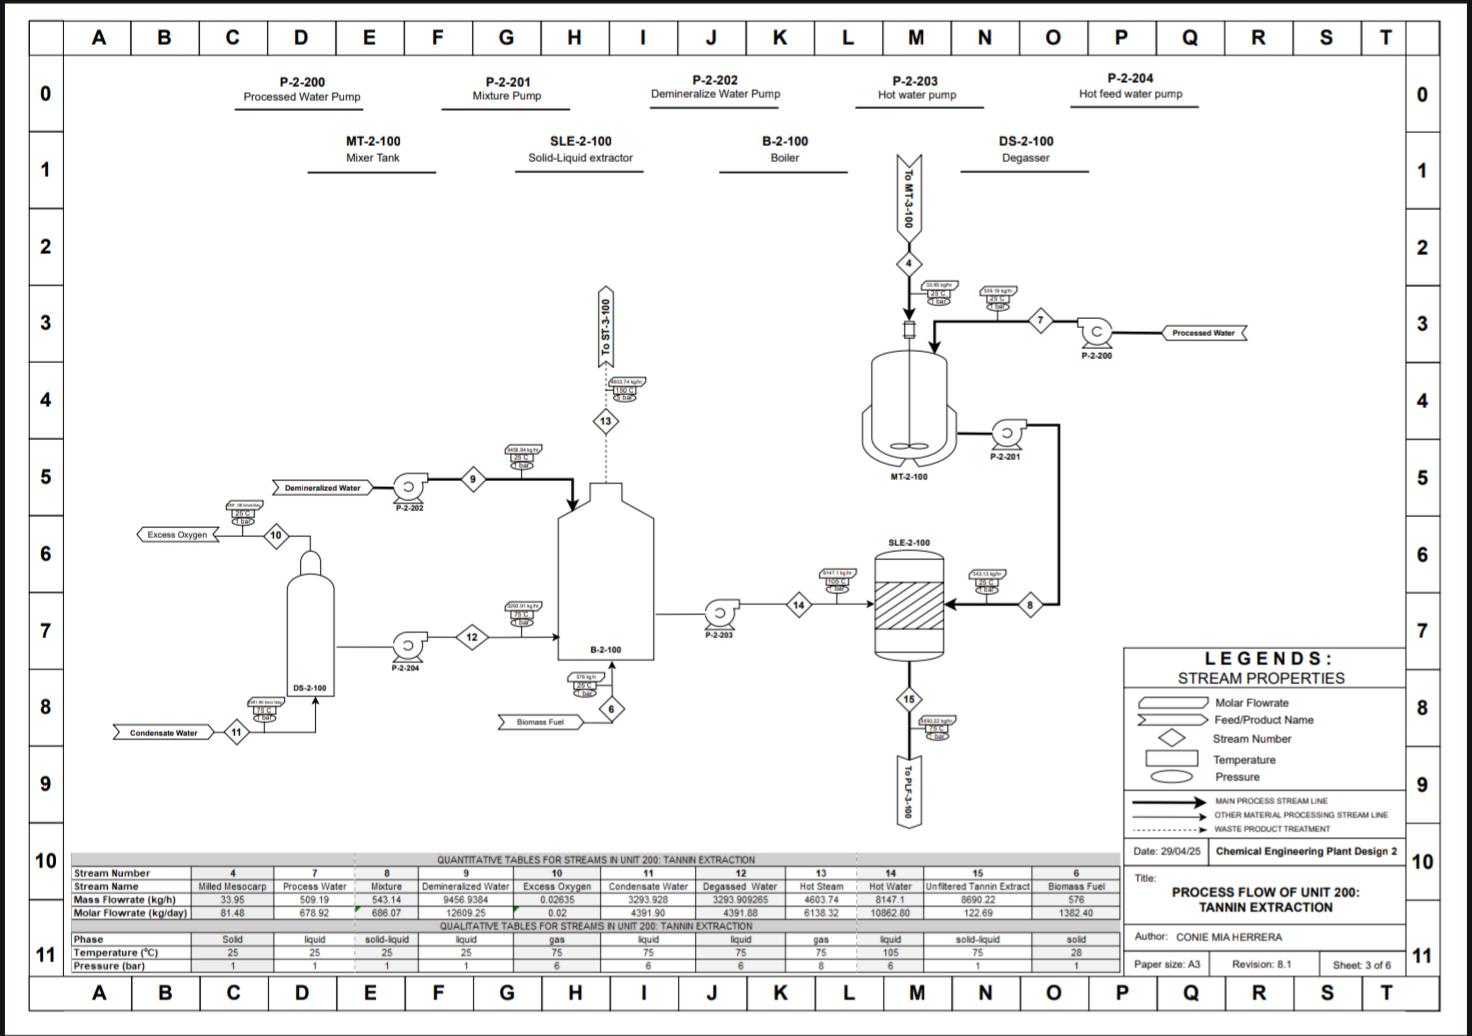 A B C D E F G H I J K L M N O P Q R S T
0 0
P-2-200 P-2-201 P-2-202 P-2-203 P-2-204
Processed Water Pump Mixture Pump Demineralize Water Pump Hot water pump Hot feed water pump
1 1
MT-2-100 SLE-2-100 B-2-100 DS-2-100
Mixer Tank Solid-Liquid extractor Boiler Degasser
To MT-3-100
2 2
4
33.95 kg/hr
25 C
1 bar
509.19 kg/hr
25 C
1 bar
3 3
To ST-3-100
7
Processed Water
P-2-200
4603.74 kg/hr
150 C
5 bar
4 4
13
P-2-201
MT-2-100
9456.94 kg/hr
25 C
1 bar
5 5
9
Demineralized Water
P-2-202
25 C
1 bar
Excess Oxygen
10
SLE-2-100
6 6
8147.1 kg/hr
105 C
1 bar
543.13 kg/hr
25 C
1 bar
3293.91 kg/hr
75 C
1 bar
14
8
12
P-2-203
7 7
B-2-100
P-2-204
DS-2-100
576 kg/h
25 C
1 bar
75 C
1 bar
8 8
6
Biomass Fuel
Condensate Water
11
15
8690.22 kg/hr
75 C
1 bar
To PLF-3-100
9 9
LEGENDS:
STREAM PROPERTIES
Molar Flowrate
Feed/Product Name
Stream Number
Temperature
Pressure
MAIN PROCESS STREAM LINE
OTHER MATERIAL PROCESSING STREAM LINE
WASTE PRODUCT TREATMENT
10 10
Date: 29/04/25 Chemical Engineering Plant Design 2
Title:
PROCESS FLOW OF UNIT 200:
TANNIN EXTRACTION
Author: CONIE MIA HERRERA
Paper size: A3 Revision: 8.1 Sheet: 3 of 6
QUANTITATIVE TABLES FOR STREAMS IN UNIT 200: TANNIN EXTRACTION
Stream Number 4 7 8 9 10 11 12 13 14 15 6
Stream Name Milled Mesocarp Process Water Mixture Demineralized Water Excess Oxygen Condensate Water Degassed Water Hot Steam Hot Water Unfiltered Tannin Extract Biomass Fuel
Mass Flowrate (kg/h) 33.95 509.19 543.14 9456.9384 0.02635 3293.928 3293.909265 4603.74 8147.1 8690.22 576
Molar Flowrate (kg/day) 81.48 678.92 686.07 12609.25 0.02 4391.90 4391.88 6138.32 10862.80 122.69 1382.40
QUALITATIVE TABLES FOR STREAMS IN UNIT 200: TANNIN EXTRACTION
Phase Solid liquid solid-liquid liquid gas liquid liquid gas liquid solid-liquid solid
Temperature (°C) 25 25 25 25 75 75 75 75 105 75 28
Pressure (bar) 1 1 1 1 6 6 6 8 6 1 1
11 11
A B C D E F G H I J K L M N O P Q R S T